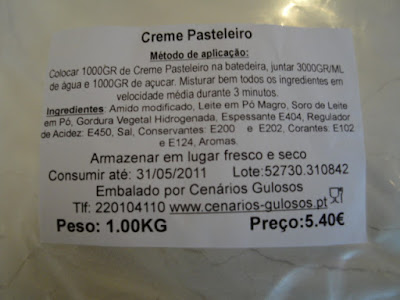 Creme Pasteleiro
Método de aplicação:
Colocar 1000GR de Creme Pasteleiro na batedeira, juntar 3000GR/ML
de água e 1000GR de açucar. Misturar bem todos os ingredientes em
velocidade média durante 3 minutos.
Ingredientes: Amido modificado, Leite em Pó Magro, Soro de Leite
em Pó, Gordura Vegetal Hidrogenada, Espessante E404, Regulador
de Acidez: E450, Sal, Conservantes: E200 e E202, Corantes: E102
e E124, Aromas.
Armazenar em lugar fresco e seco
Consumir até: 31/05/2011 Lote:52730.310842
Embalado por Cenários Gulosos
Tlf: 220104110 www.cenarios-gulosos.pt
Peso: 1.00KG Preço:5.40€